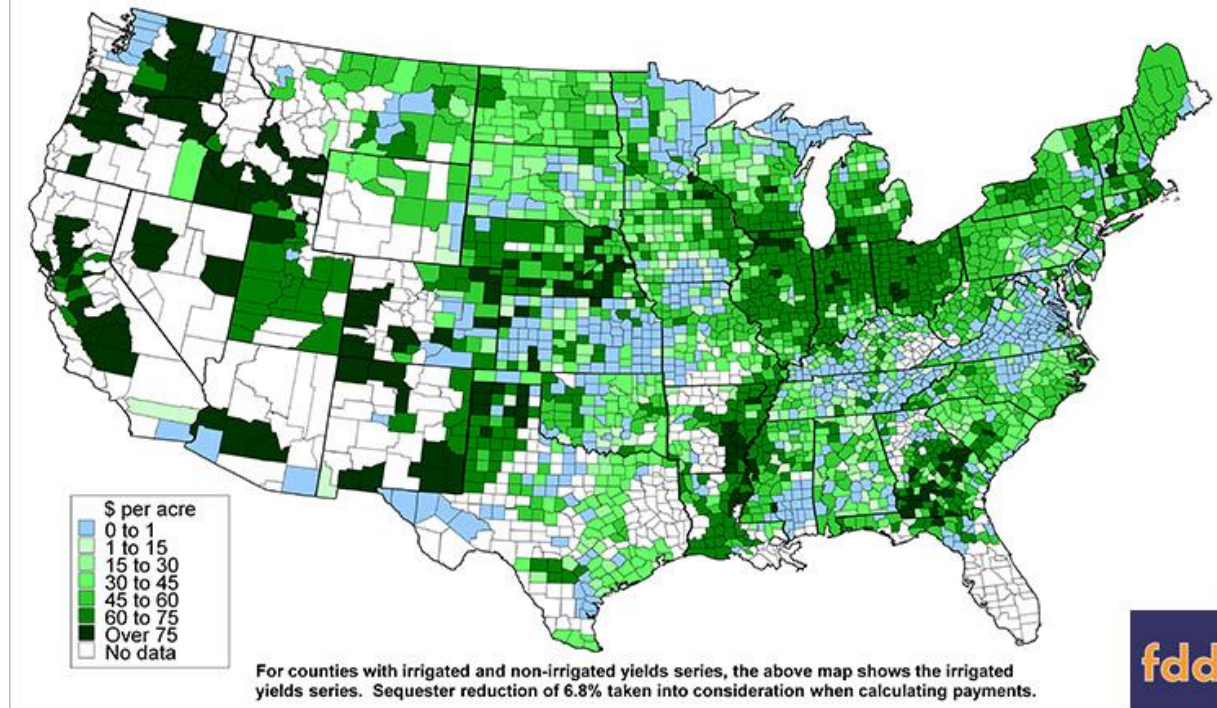 $ per acre
0 to 1
1 to 15
15 to 30
30 to 45
45 to 60
60 to 75
Over 75
No data
For counties with irrigated and non-irrigated yields series, the above map shows the irrigated
yields series.  Sequester reduction of 6.8% taken into consideration when calculating payments.
fdd